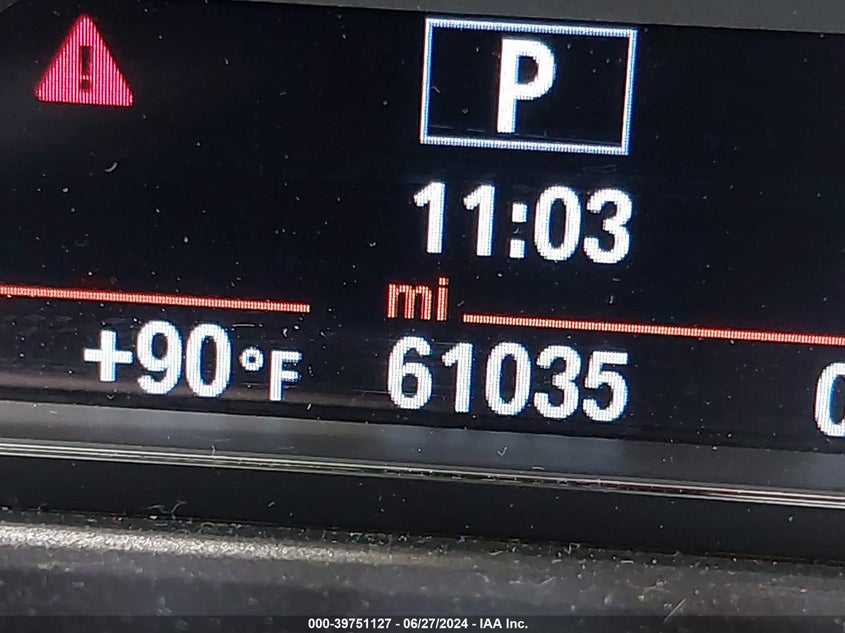 !
P
11:03
mi
+90°F 61035
000-39751127 - 06/27/2024 - IAA Inc.